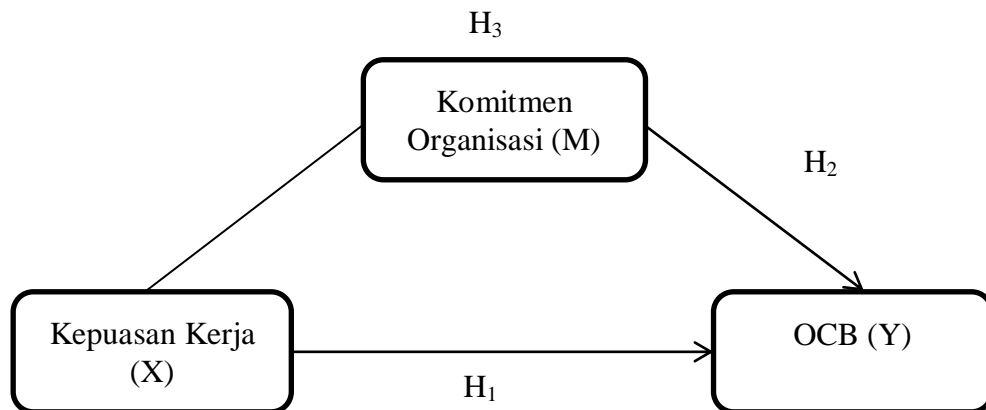 H₃
Komitmen
Organisasi (M)
H₂
Kepuasan Kerja
(X)
OCB (Y)
H₁